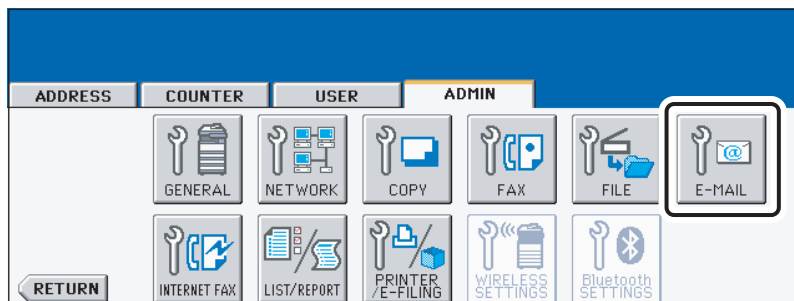 ADDRESS COUNTER USER ADMIN
GENERAL NETWORK COPY FAX FILE @ E-MAIL
RETURN INTERNET FAX LIST/REPORT PRINTER /E-FILING WIRELESS SETTINGS Bluetooth SETTINGS